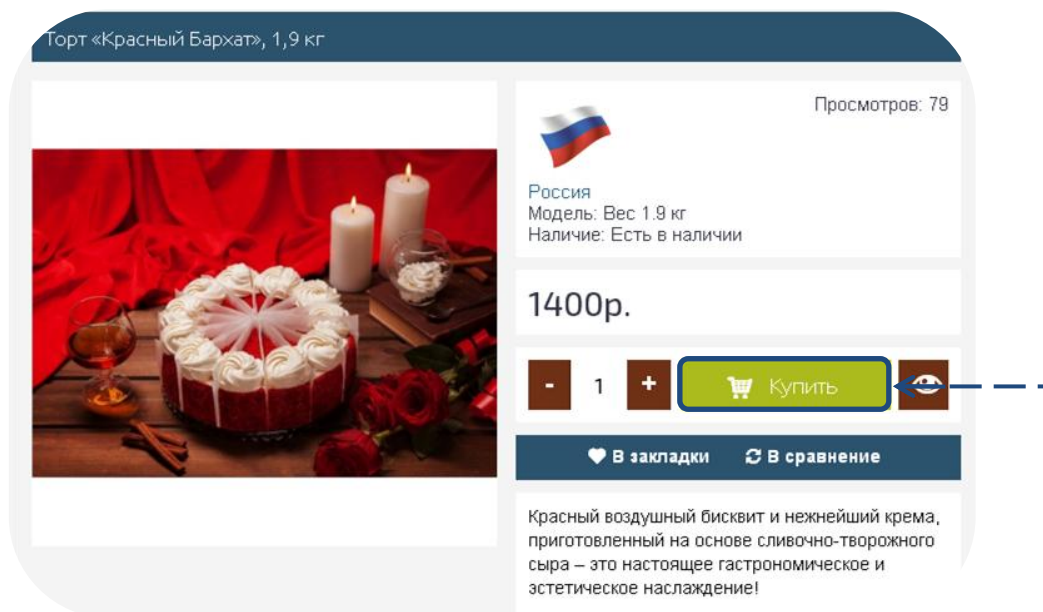 Торт «Красный Бархат», 1,9 кг
Просмотров: 79
Россия
Модель: Вес 1.9 кг
Наличие: Есть в наличии
1400р.
- 1 + Купить
В закладки В сравнение
Красный воздушный бисквит и нежнейший крема,
приготовленный на основе сливочно-творожного
сыра – это настоящее гастрономическое и
эстетическое наслаждение!